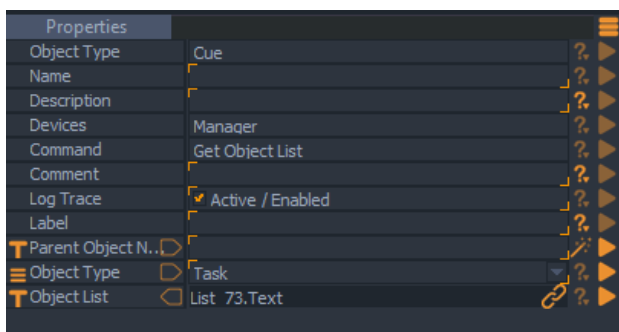 Properties
Object Type Cue
Name
Description
Devices Manager
Command Get Object List
Comment
Log Trace Active / Enabled
Label
Parent Object N...
Object Type Task
Object List List 73.Text